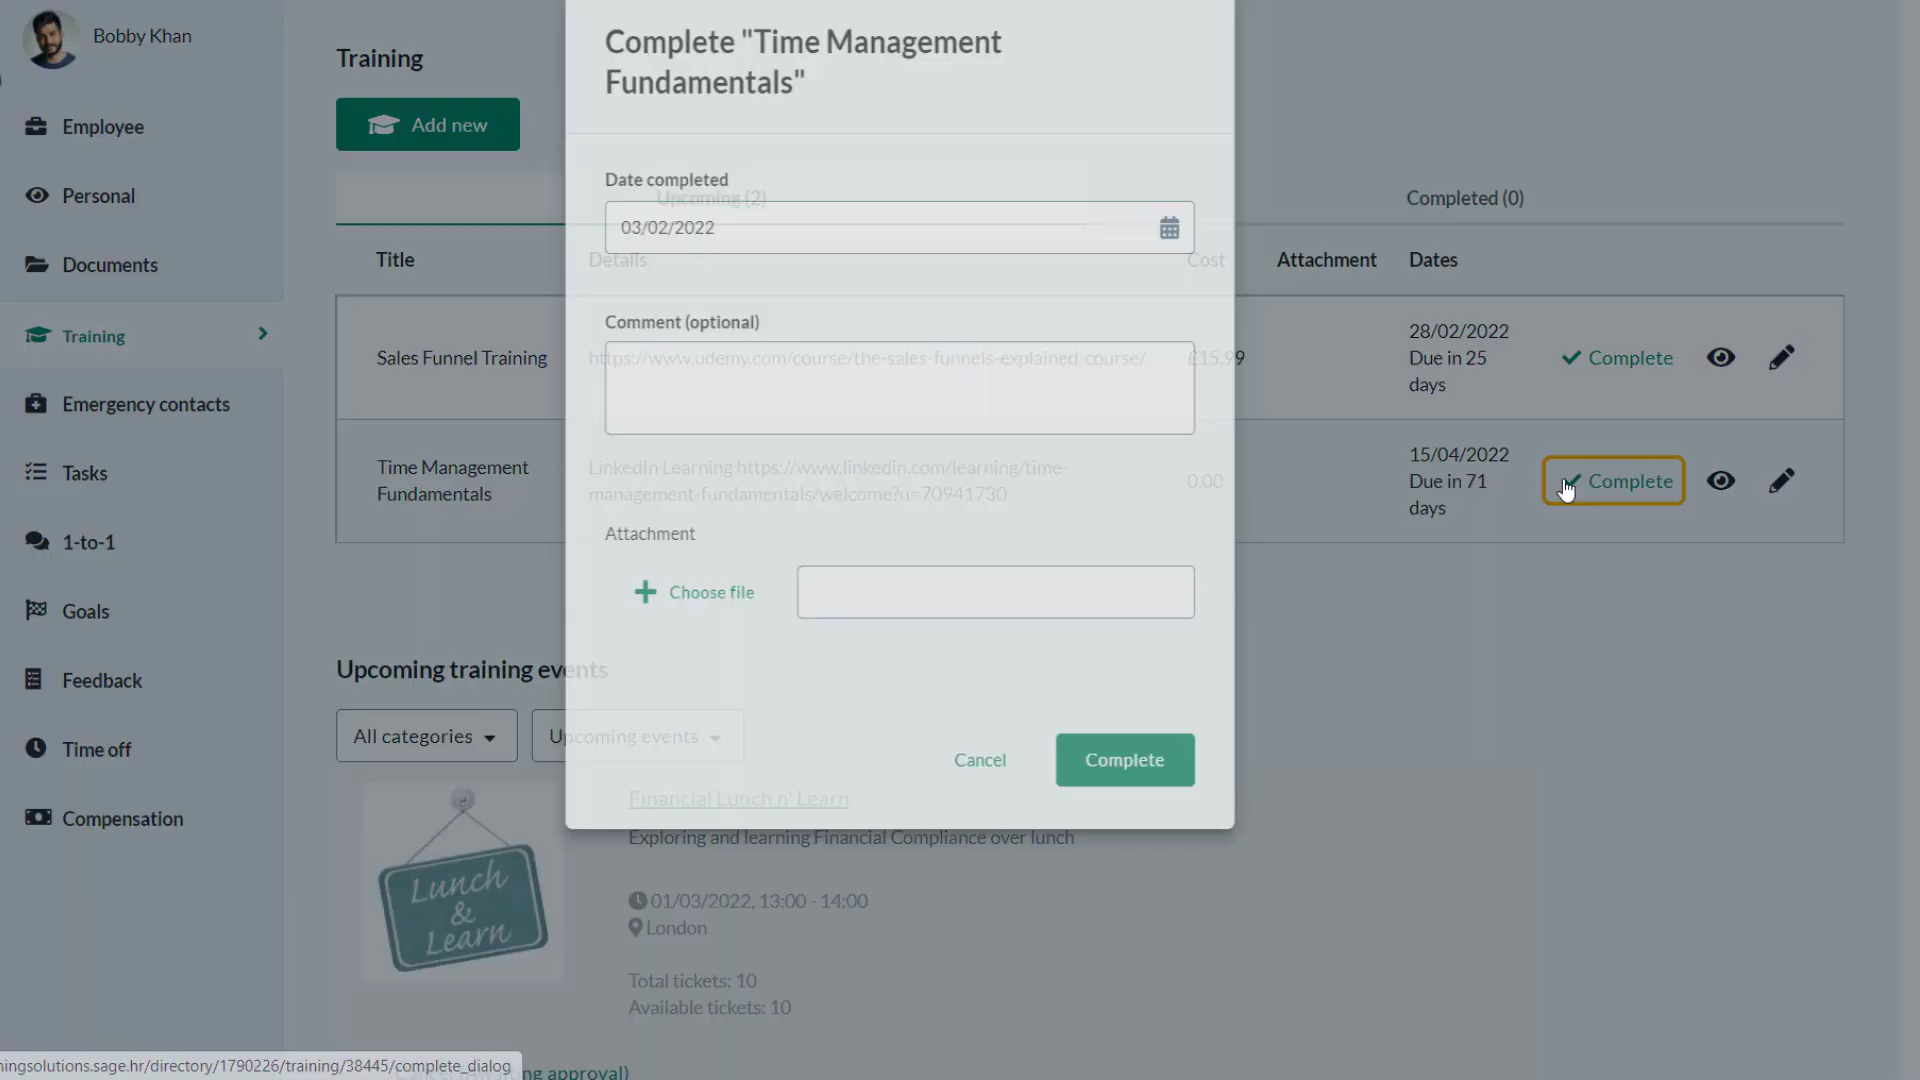 Bobby Khan
Employee
Personal
Documents
Training
Emergency contacts
Tasks
1-to-1
Goals
Feedback
Time off
Compensation
Training
Add new
Upcoming (2)
Completed (0)
Title
Details
Cost
Attachment
Dates
Sales Funnel Training
https://www.udemy.com/course/the-sales-funnels-explained-course/
£15.99
28/02/2022
Due in 25
days
Complete
Time Management
Fundamentals
LinkedIn Learning https://www.linkedin.com/learning/time-
management-fundamentals/welcome?u=70941730
0.00
15/04/2022
Due in 71
days
Complete
Complete "Time Management
Fundamentals"
Date completed
03/02/2022
Comment (optional)
Attachment
Choose file
Cancel
Complete
Upcoming training events
All categories
Upcoming events
Lunch
&
Learn
Financial Lunch n' Learn
Exploring and learning Financial Compliance over lunch
01/03/2022, 13:00 - 14:00
London
Total tickets: 10
Available tickets: 10
approval)
ningsolutions.sage.hr/directory/1790226/training/38445/complete_dialog